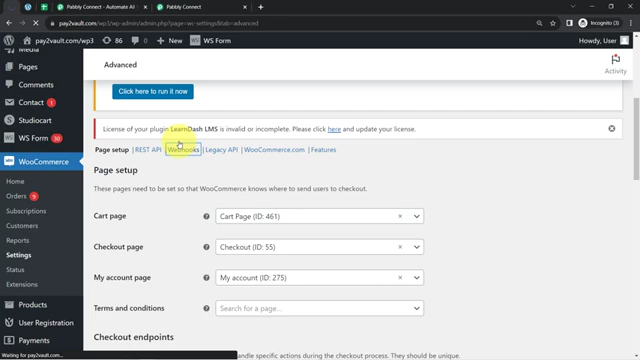 pay2vault.com/wp3
Pabbly Connect - Automate Al
Pabbly Connect
pay2vault.com/wp3/wp-admin/admin.php?page=wc-settings&tab=advanced
Incognito (3)
pay2vault.com/wp3
86
New
WS Form
Howdy, User
Media
Pages
Comments
Contact 1
Studiocart
WS Form 30
WooCommerce
Home
Orders 9
Subscriptions
Customers
Reports
Settings
Status
Extensions
Products
User Registration
Payments
Advanced
Activity
Click here to run it now
License of your plugin LearnDash LMS is invalid or incomplete. Please click here and update your license.
Page setup | REST API | Webhooks | Legacy API | WooCommerce.com | Features
Page setup
These pages need to be set so that WooCommerce knows where to send users to checkout.
Cart page
Cart Page (ID: 461)
Checkout page
Checkout (ID: 55)
My account page
My account (ID: 275)
Terms and conditions
Search for a page...
Checkout endpoints
handle specific actions during the checkout process. They should be unique.
Waiting for pay2vault.com...